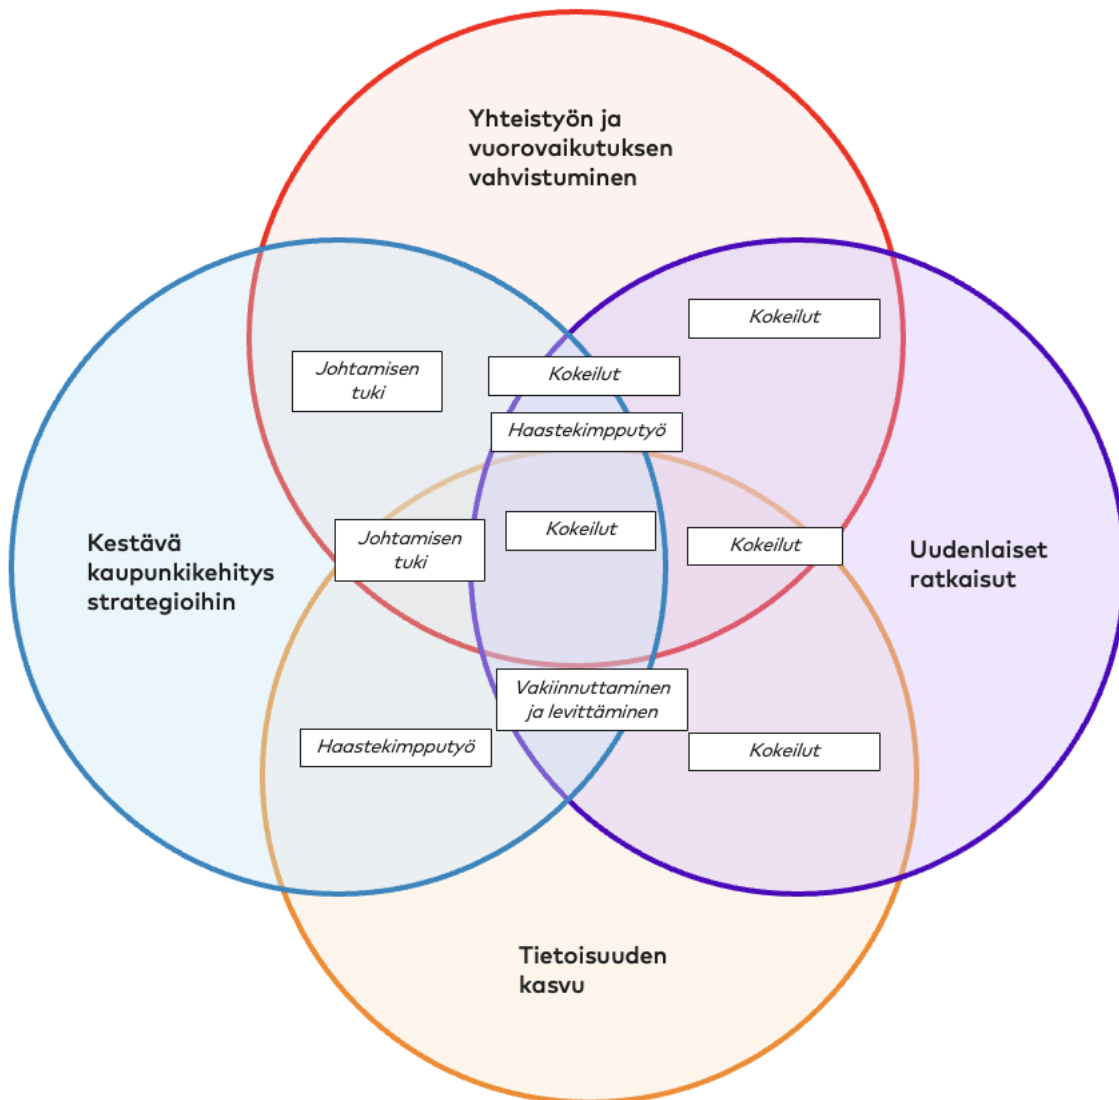 Yhteistyön ja
vuorovaikutuksen
vahvistuminen
Kokeilut
Johtamisen
tuki
Kokeilut
Haastekimpputyö
Kestävä
kaupunkikehitys
strategioihin
Johtamisen
tuki
Kokeilut
Kokeilut
Uudenlaiset
ratkaisut
Vakiinnuttaminen
ja levittäminen
Haastekimpputyö
Kokeilut
Tietoisuuden
kasvu